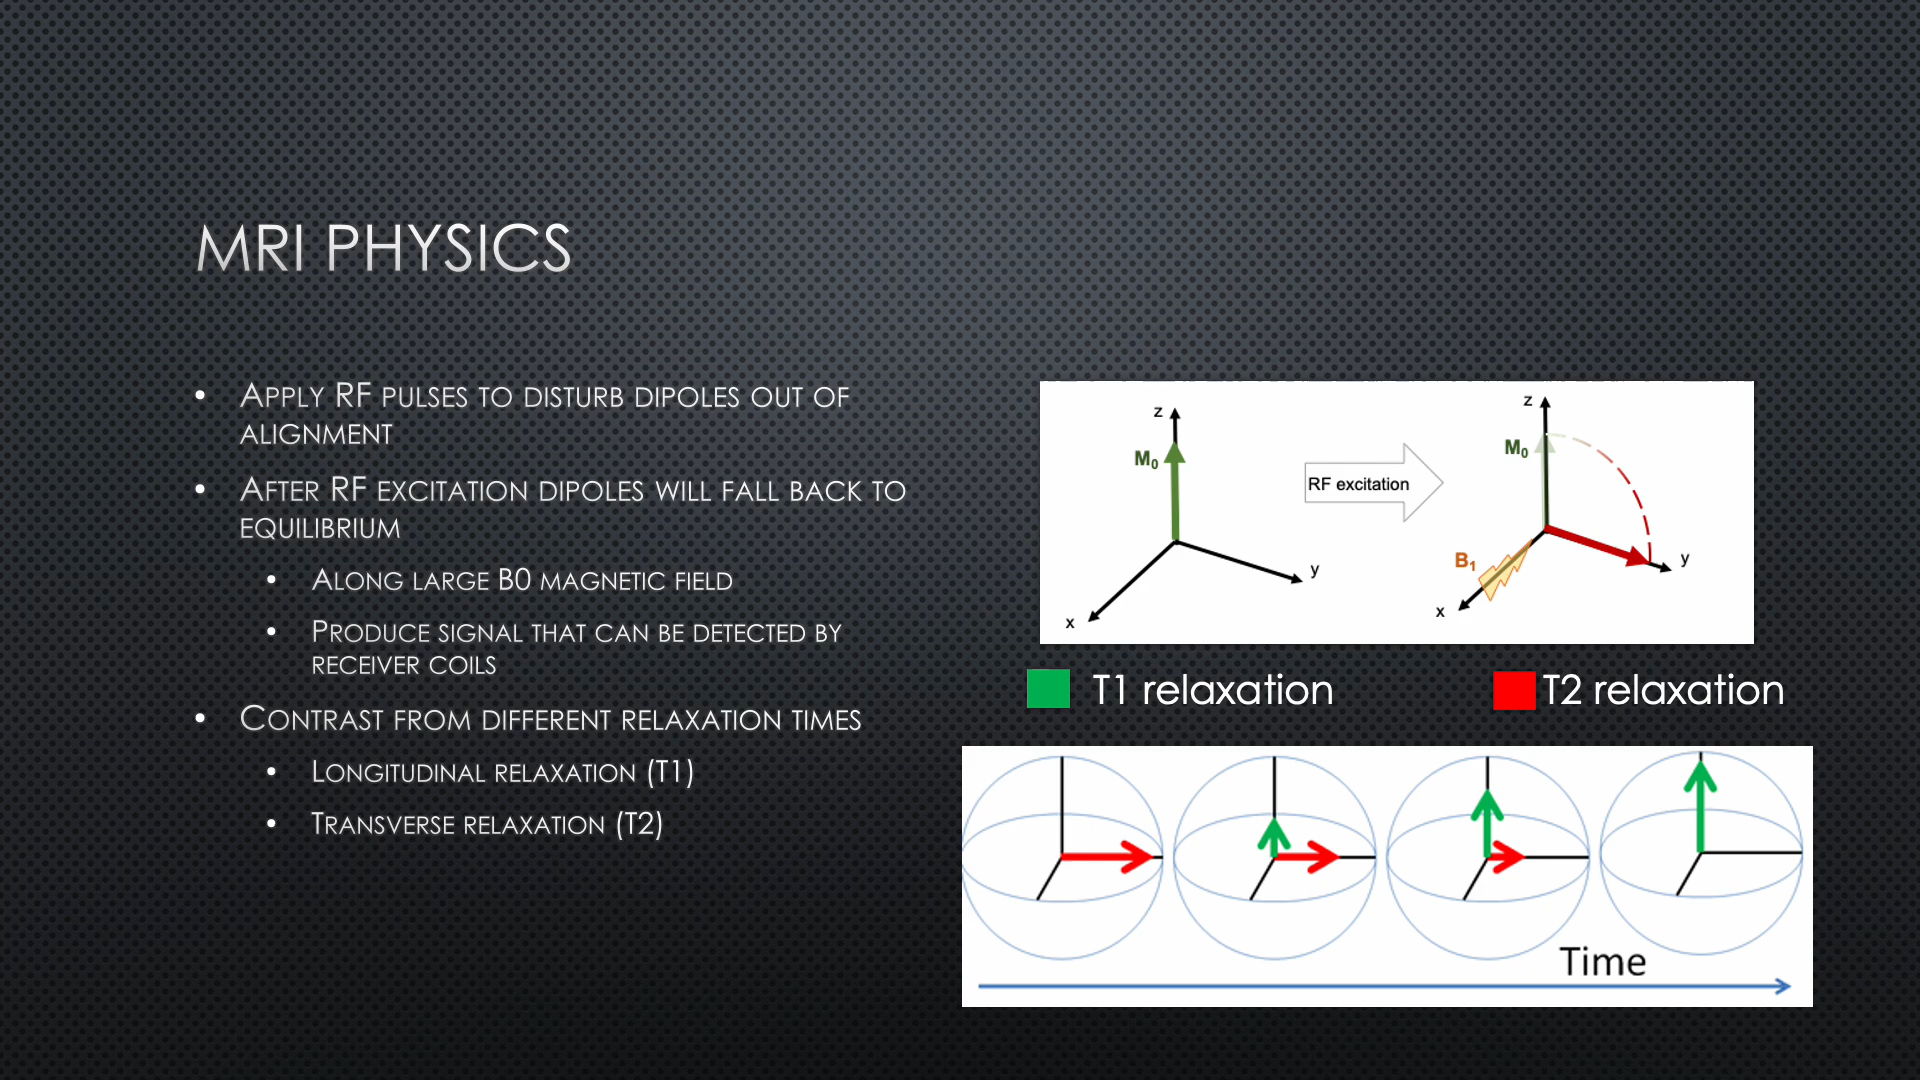 MRI PHYSICS
• APPLY RF PULSES TO DISTURB DIPOLES OUT OF
ALIGNMENT
• AFTER RF EXCITATION DIPOLES WILL FALL BACK TO
EQUILIBRIUM
• ALONG LARGE B0 MAGNETIC FIELD
• PRODUCE SIGNAL THAT CAN BE DETECTED BY
RECEIVER COILS
• CONTRAST FROM DIFFERENT RELAXATION TIMES
• LONGITUDINAL RELAXATION (T1)
• TRANSVERSE RELAXATION (T2)
z
M₀
y
x
RF excitation
z
M₀
B₁
y
x
T1 relaxation
T2 relaxation
Time